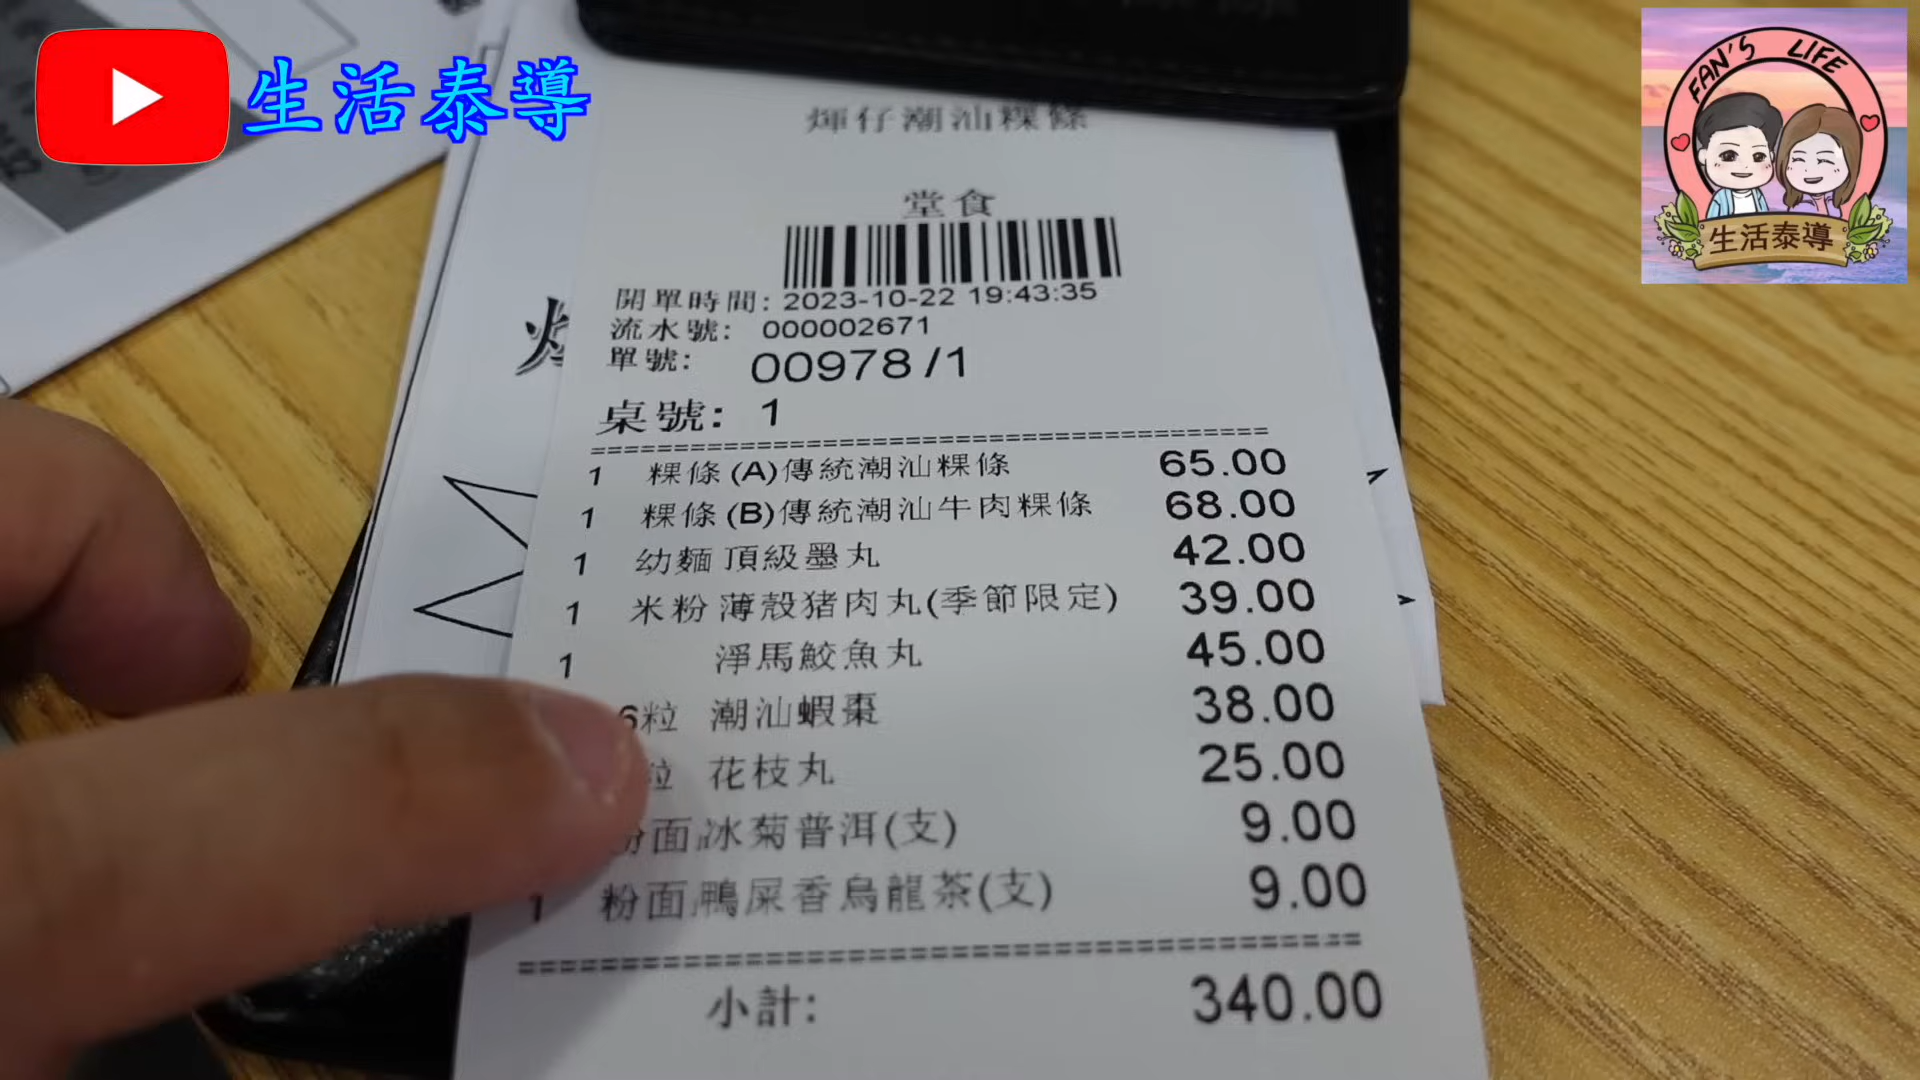 生活泰導
FAN'S LIFE
生活泰導
輝仔潮汕粿條
堂食
開單時間: 2023-10-22 19:43:35
流水號: 000002671
單號: 00978/1
桌號: 1
1 粿條(A)傳統潮汕粿條 65.00
1 粿條(B)傳統潮汕牛肉粿條 68.00
1 幼麵 頂級墨丸 42.00
1 米粉 薄殼猪肉丸(季節限定) 39.00
1 淨馬鮫魚丸 45.00
6粒 潮汕蝦棗 38.00
粒 花枝丸 25.00
粉面,冰菊普洱(支) 9.00
1 粉面,鴨屎香烏龍茶(支) 9.00
小計: 340.00